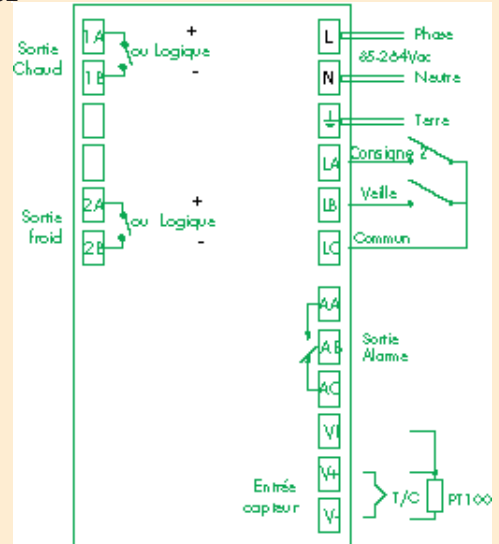 1A
+
Sortie
ou Logique
Chaud
1B
-
2A
+
Sortie
ou Logique
froid
2B
-
L
Phase
85-264Vac
N
Neutre
Terre
LA
Consigne 2
LB
Veille
LC
Commun
AA
AB
Sortie
Alarme
AC
VI
Entrée
capteur
V+
T/C
PT100
V-